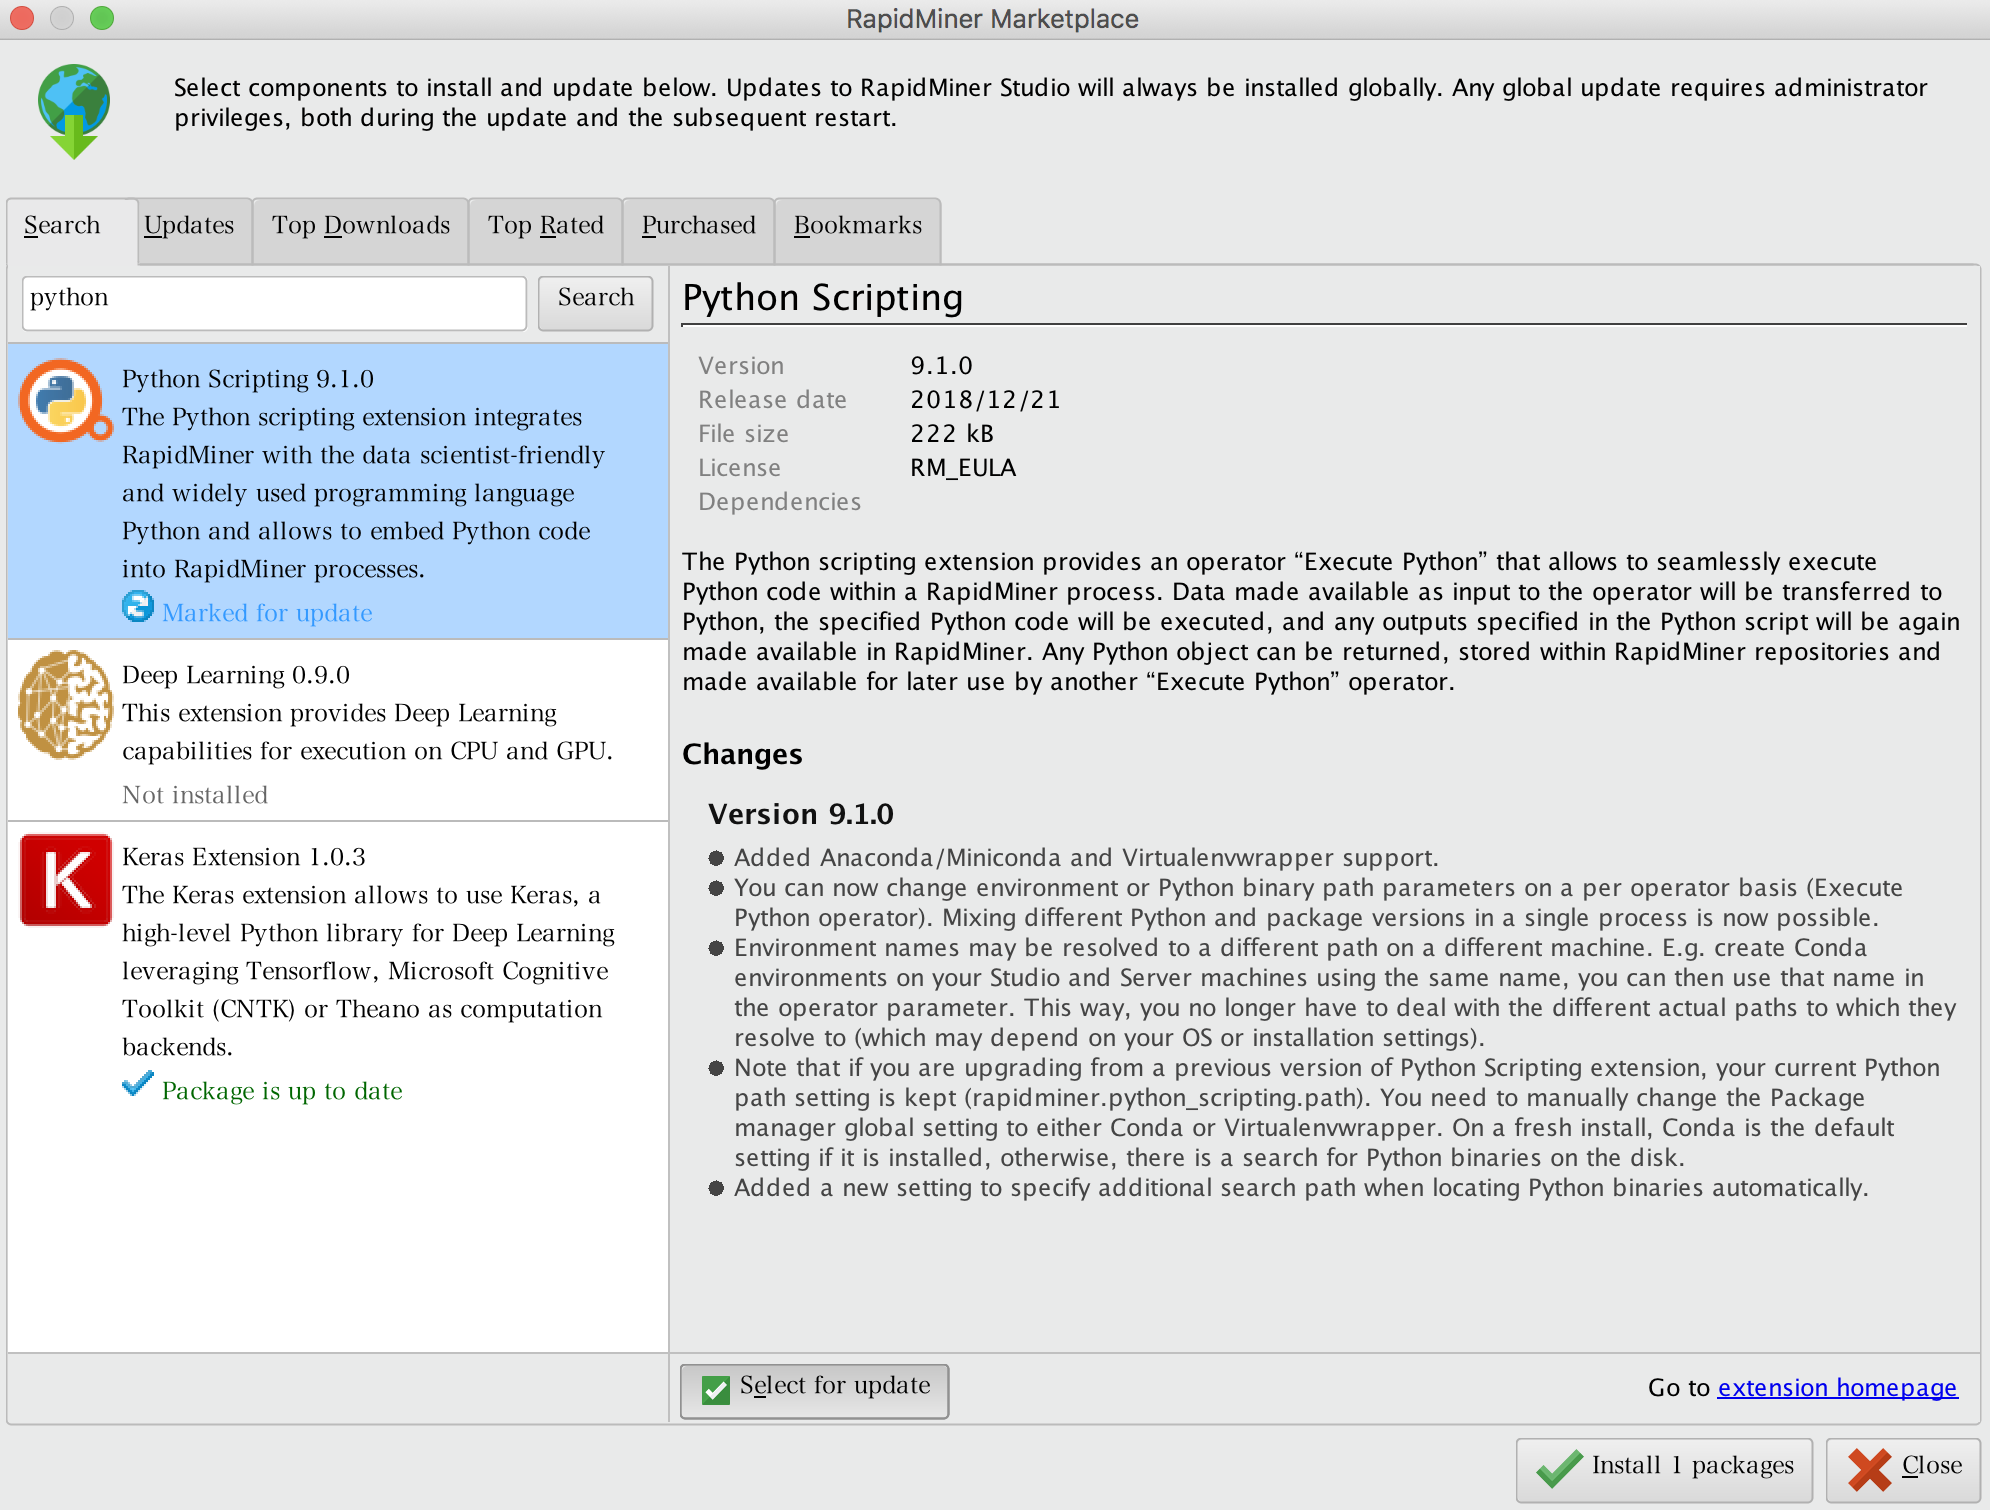 RapidMiner Marketplace
Select components to install and update below. Updates to RapidMiner Studio will always be installed globally. Any global update requires administrator
privileges, both during the update and the subsequent restart.
Search
Updates
Top Downloads
Top Rated
Purchased
Bookmarks
python
Search
Python Scripting 9.1.0
The Python scripting extension integrates
RapidMiner with the data scientist-friendly
and widely used programming language
Python and allows to embed Python code
into RapidMiner processes.
Marked for update
Deep Learning 0.9.0
This extension provides Deep Learning
capabilities for execution on CPU and GPU.
Not installed
K
Keras Extension 1.0.3
The Keras extension allows to use Keras, a
high-level Python library for Deep Learning
leveraging Tensorflow, Microsoft Cognitive
Toolkit (CNTK) or Theano as computation
backends.
Package is up to date
Python Scripting
Version 9.1.0
Release date 2018/12/21
File size 222 kB
License RM_EULA
Dependencies
The Python scripting extension provides an operator “Execute Python” that allows to seamlessly execute
Python code within a RapidMiner process. Data made available as input to the operator will be transferred to
Python, the specified Python code will be executed, and any outputs specified in the Python script will be again
made available in RapidMiner. Any Python object can be returned, stored within RapidMiner repositories and
made available for later use by another “Execute Python” operator.
Changes
Version 9.1.0
● Added Anaconda/Miniconda and Virtualenvwrapper support.
● You can now change environment or Python binary path parameters on a per operator basis (Execute
Python operator). Mixing different Python and package versions in a single process is now possible.
● Environment names may be resolved to a different path on a different machine. E.g. create Conda
environments on your Studio and Server machines using the same name, you can then use that name in
the operator parameter. This way, you no longer have to deal with the different actual paths to which they
resolve to (which may depend on your OS or installation settings).
● Note that if you are upgrading from a previous version of Python Scripting extension, your current Python
path setting is kept (rapidminer.python_scripting.path). You need to manually change the Package
manager global setting to either Conda or Virtualenvwrapper. On a fresh install, Conda is the default
setting if it is installed, otherwise, there is a search for Python binaries on the disk.
● Added a new setting to specify additional search path when locating Python binaries automatically.
Select for update
Go to extension homepage
Install 1 packages
Close